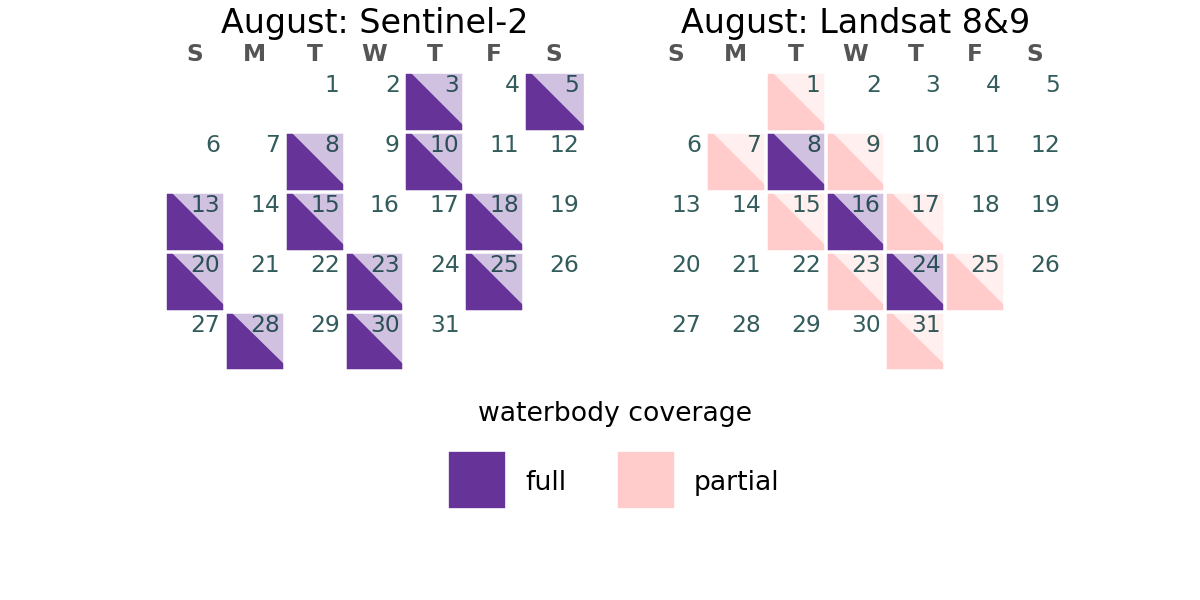 August: Sentinel-2
S M T W T F S
1 2 3 4 5
6 7 8 9 10 11 12
13 14 15 16 17 18 19
20 21 22 23 24 25 26
27 28 29 30 31
August: Landsat 8&9
S M T W T F S
1 2 3 4 5
6 7 8 9 10 11 12
13 14 15 16 17 18 19
20 21 22 23 24 25 26
27 28 29 30 31
waterbody coverage
full partial